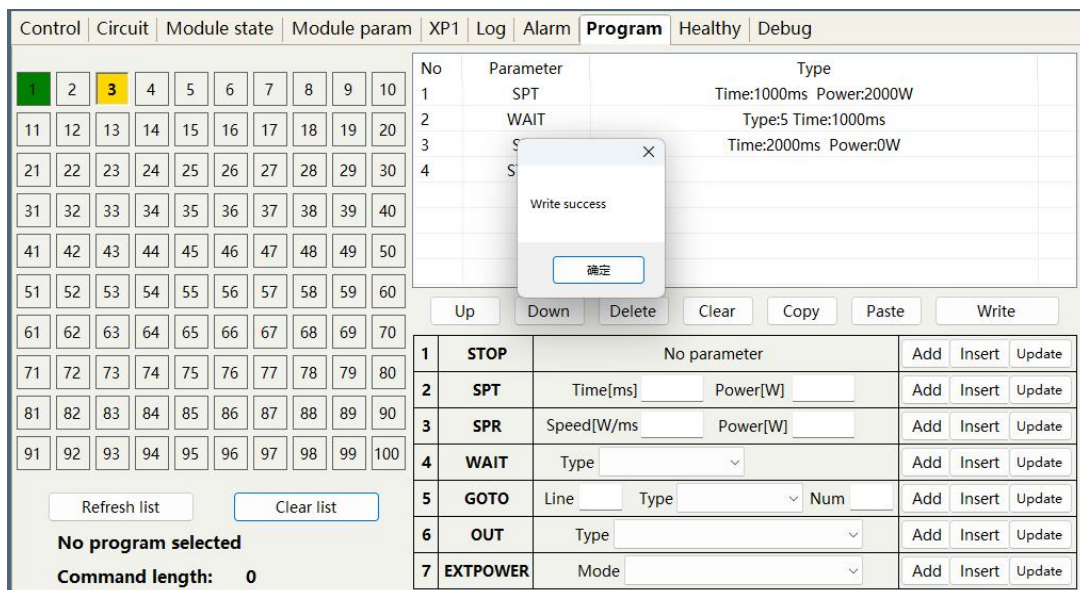 Control Circuit Module state Module param XP1 Log Alarm Program Healthy Debug
1 2 3 4 5 6 7 8 9 10
11 12 13 14 15 16 17 18 19 20
21 22 23 24 25 26 27 28 29 30
31 32 33 34 35 36 37 38 39 40
41 42 43 44 45 46 47 48 49 50
51 52 53 54 55 56 57 58 59 60
61 62 63 64 65 66 67 68 69 70
71 72 73 74 75 76 77 78 79 80
81 82 83 84 85 86 87 88 89 90
91 92 93 94 95 96 97 98 99 100
Refresh list Clear list
No program selected
Command length: 0
No Parameter Type
1 SPT Time:1000ms Power:2000W
2 WAIT Type:5 Time:1000ms
3 Time:2000ms Power:0W
4
Write success
确定
Up Down Delete Clear Copy Paste Write
1 STOP No parameter Add Insert Update
2 SPT Time[ms] Power[W] Add Insert Update
3 SPR Speed[W/ms Power[W] Add Insert Update
4 WAIT Type Add Insert Update
5 GOTO Line Type Num Add Insert Update
6 OUT Type Add Insert Update
7 EXTPOWER Mode Add Insert Update